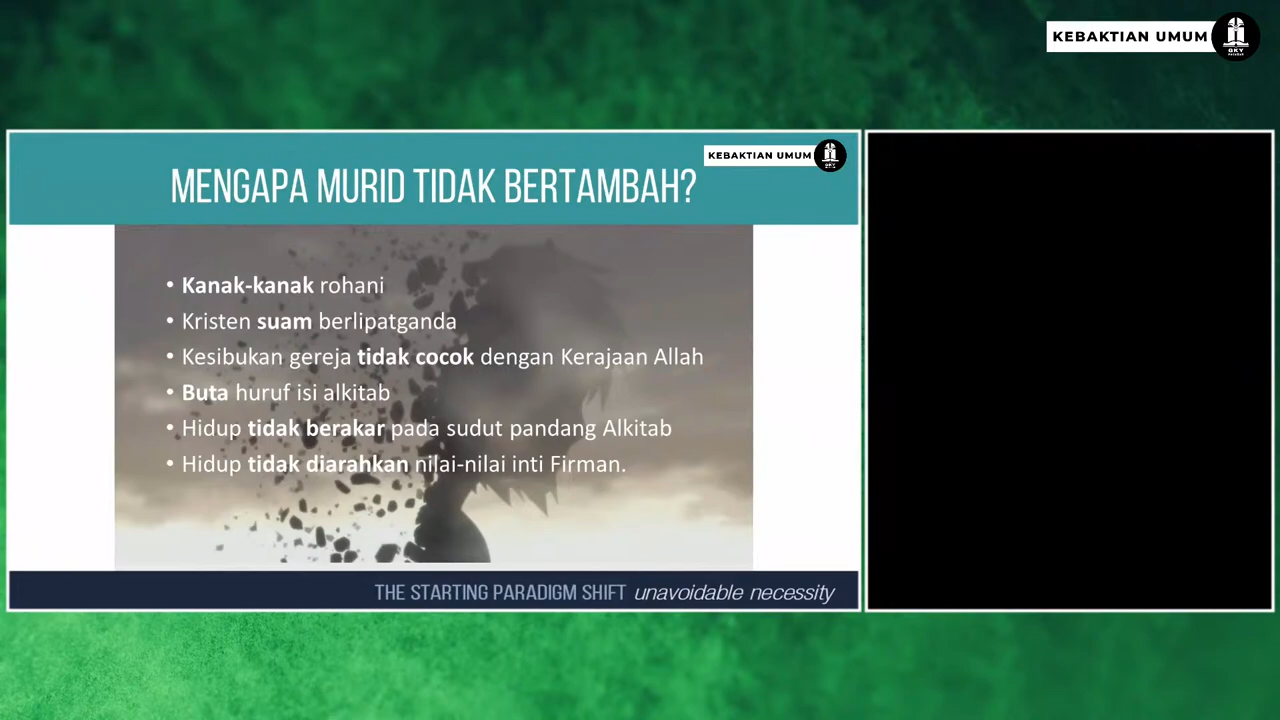 KEBAKTIAN UMUM
GKY
KEBAKTIAN UMUM
MENGAPA MURID TIDAK BERTAMBAH?
• Kanak-kanak rohani
• Kristen suam berlipatganda
• Kesibukan gereja tidak cocok dengan Kerajaan Allah
• Buta huruf isi alkitab
• Hidup tidak berakar pada sudut pandang Alkitab
• Hidup tidak diarahkan nilai-nilai inti Firman.
THE STARTING PARADIGM SHIFT unavoidable necessity